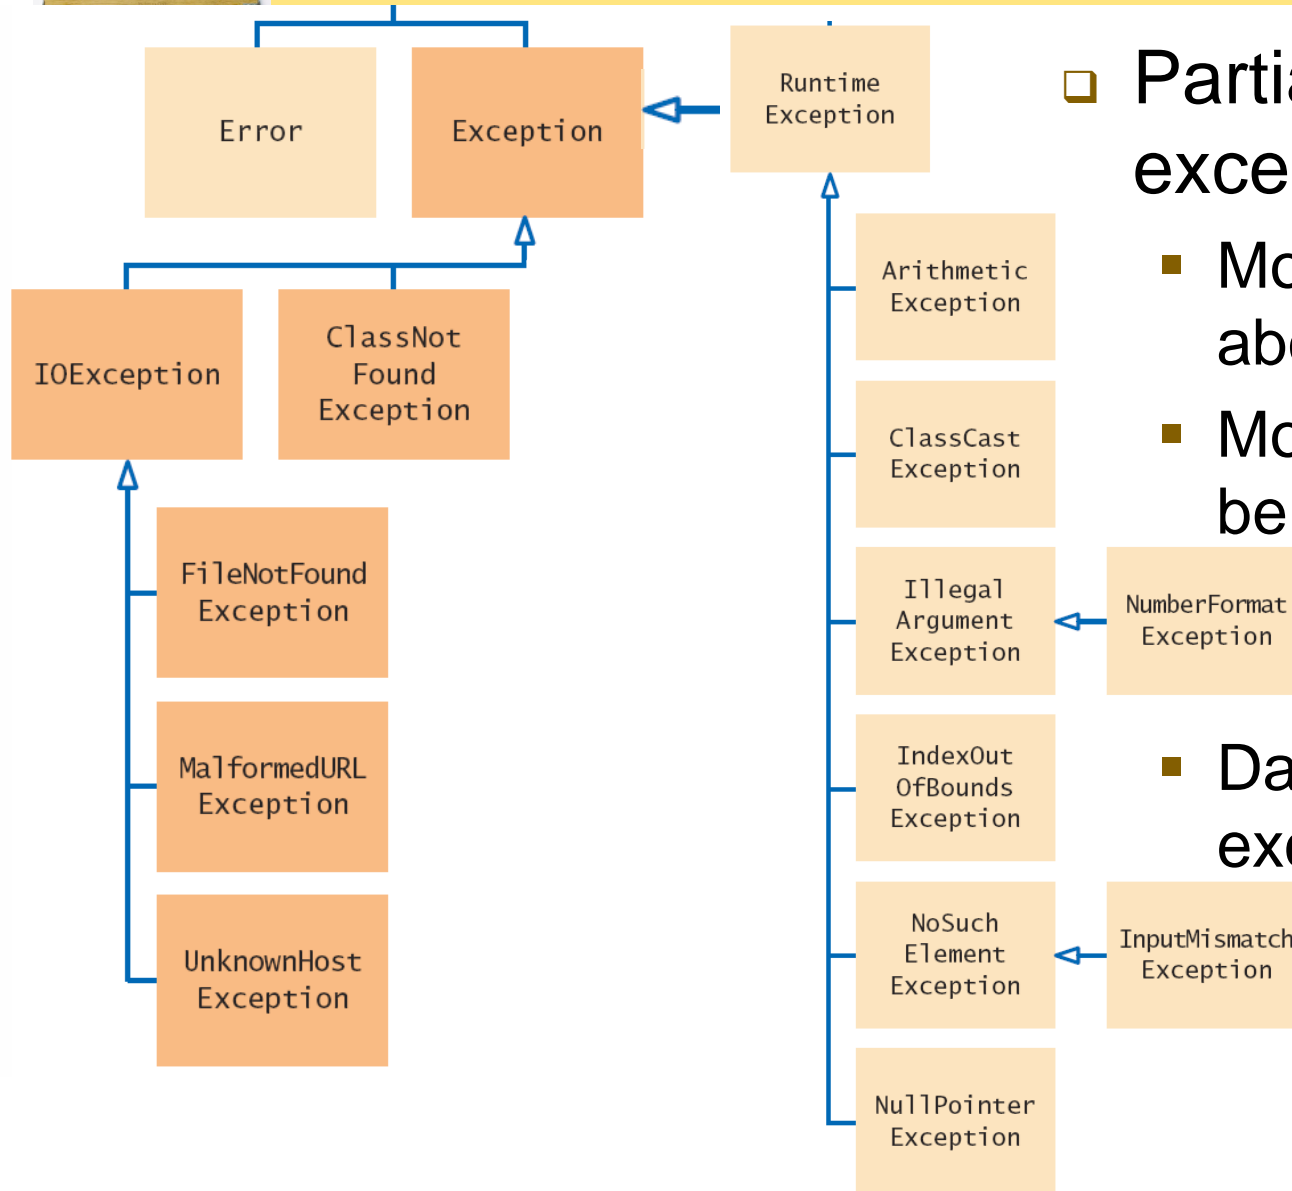 Error
Exception
Runtime
Exception
IOException
ClassNot
Found
Exception
FileNotFound
Exception
MalformedURL
Exception
UnknownHost
Exception
Arithmetic
Exception
ClassCast
Exception
Illegal
Argument
Exception
NumberFormat
Exception
IndexOut
OfBounds
Exception
NoSuch
Element
Exception
InputMismatch
Exception
NullPointer
Exception
be